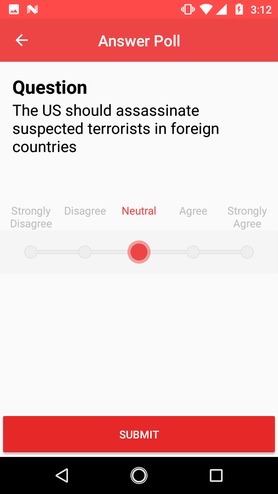 3:12
Answer Poll
Question
The US should assassinate
suspected terrorists in foreign
countries
Strongly Disagree Neutral Agree Strongly
Disagree Agree
SUBMIT